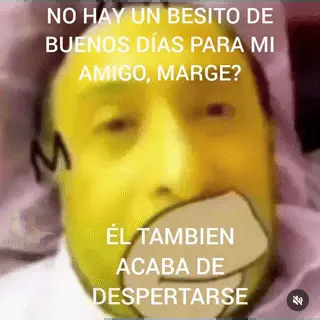 NO HAY UN BESITO DE
BUENOS DÍAS PARA MI
AMIGO, MARGE?
M
ÉL TAMBIEN
ACABA DE
DESPERTARSE